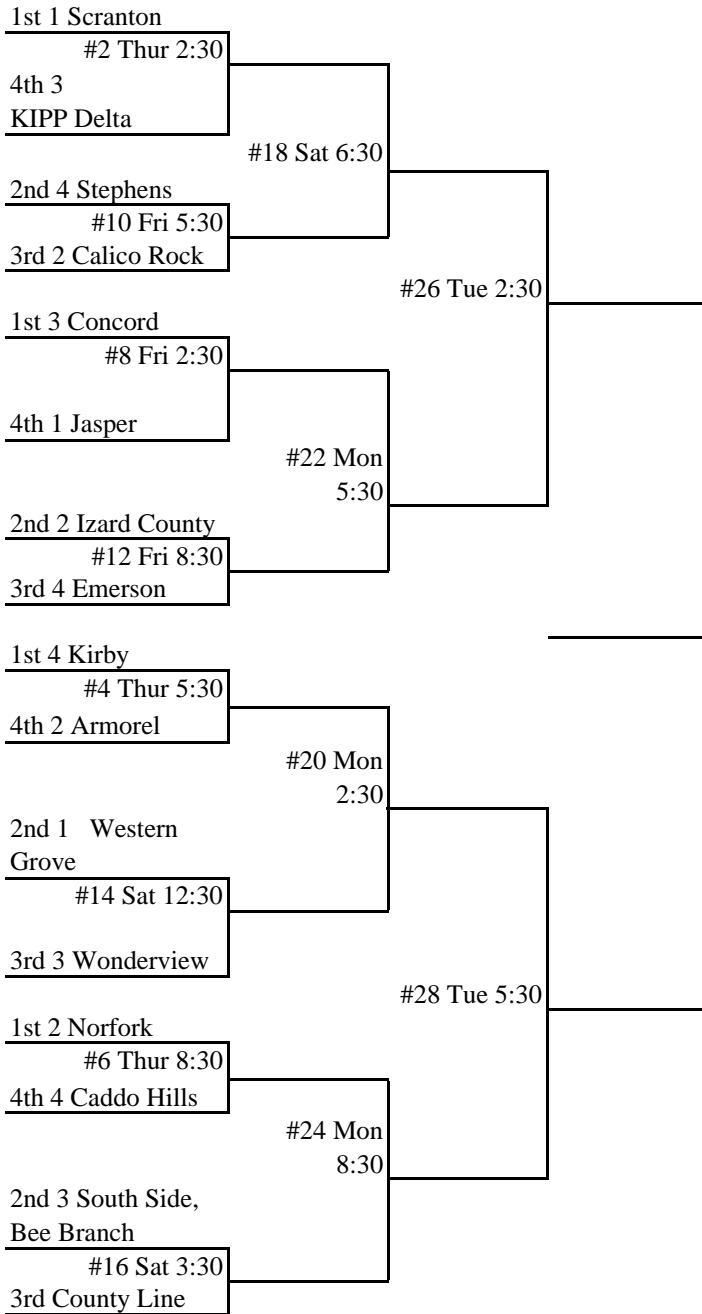 1st 1 Scranton
#2 Thur 2:30
4th 3
KIPP Delta
#18 Sat 6:30
2nd 4 Stephens
#10 Fri 5:30
3rd 2 Calico Rock
#26 Tue 2:30
1st 3 Concord
#8 Fri 2:30
4th 1 Jasper
#22 Mon
5:30
2nd 2 Izard County
#12 Fri 8:30
3rd 4 Emerson
1st 4 Kirby
#4 Thur 5:30
4th 2 Armorel
#20 Mon
2:30
2nd 1 Western
Grove
#14 Sat 12:30
3rd 3 Wonderview
#28 Tue 5:30
1st 2 Norfork
#6 Thur 8:30
4th 4 Caddo Hills
#24 Mon
8:30
2nd 3 South Side,
Bee Branch
#16 Sat 3:30
3rd County Line